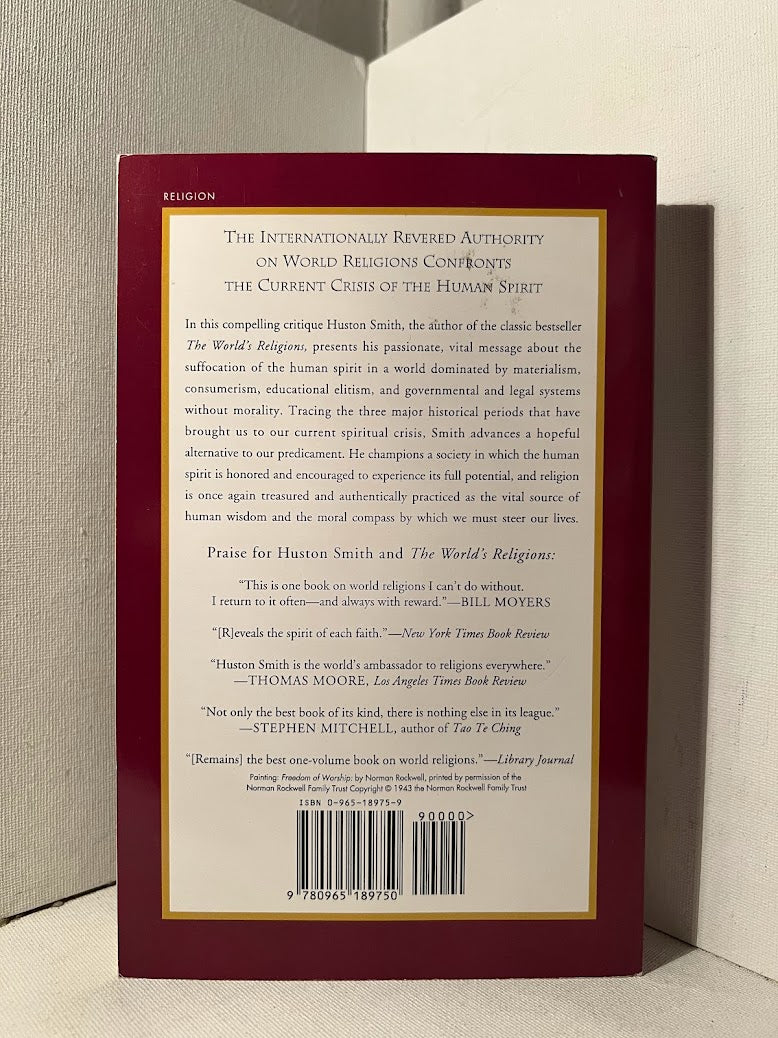 RELIGION
THE INTERNATIONALLY REVERED AUTHORITY
ON WORLD RELIGIONS CONFRONTS
THE CURRENT CRISIS OF THE HUMAN SPIRIT
In this compelling critique Huston Smith, the author of the classic bestseller
The World's Religions, presents his passionate, vital message about the
suffocation of the human spirit in a world dominated by materialism,
consumerism, educational elitism, and governmental and legal systems
without morality. Tracing the three major historical periods that have
brought us to our current spiritual crisis, Smith advances a hopeful
alternative to our predicament. He champions a society in which the human
spirit is honored and encouraged to experience its full potential, and religion
is once again treasured and authentically practiced as the vital source of
human wisdom and the moral compass by which we must steer our lives.
Praise for Huston Smith and The World's Religions:
“This is one book on world religions I can't do without.
I return to it often—and always with reward.”—BILL MOYERS
“[R]eveals the spirit of each faith.”—New York Times Book Review
“Huston Smith is the world's ambassador to religions everywhere.”
—THOMAS MOORE, Los Angeles Times Book Review
“Not only the best book of its kind, there is nothing else in its league.”
—STEPHEN MITCHELL, author of Tao Te Ching
“[Remains] the best one-volume book on world religions.”—Library Journal
Painting: Freedom of Worship: by Norman Rockwell, printed by permission of the
Norman Rockwell Family Trust Copyright © 1943 the Norman Rockwell Family Trust
ISBN 0-965-18975-9
90000>
9 780965 189750